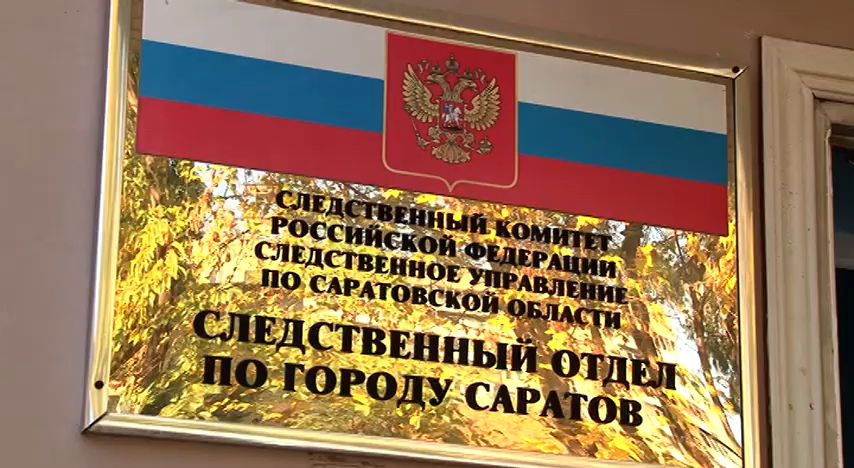 СЛЕДСТВЕННЫЙ КОМИТЕТ
РОССИЙСКОЙ ФЕДЕРАЦИИ
СЛЕДСТВЕННОЕ УПРАВЛЕНИЕ
ПО САРАТОВСКОЙ ОБЛАСТИ
СЛЕДСТВЕННЫЙ ОТДЕЛ
ПО ГОРОДУ САРАТОВ